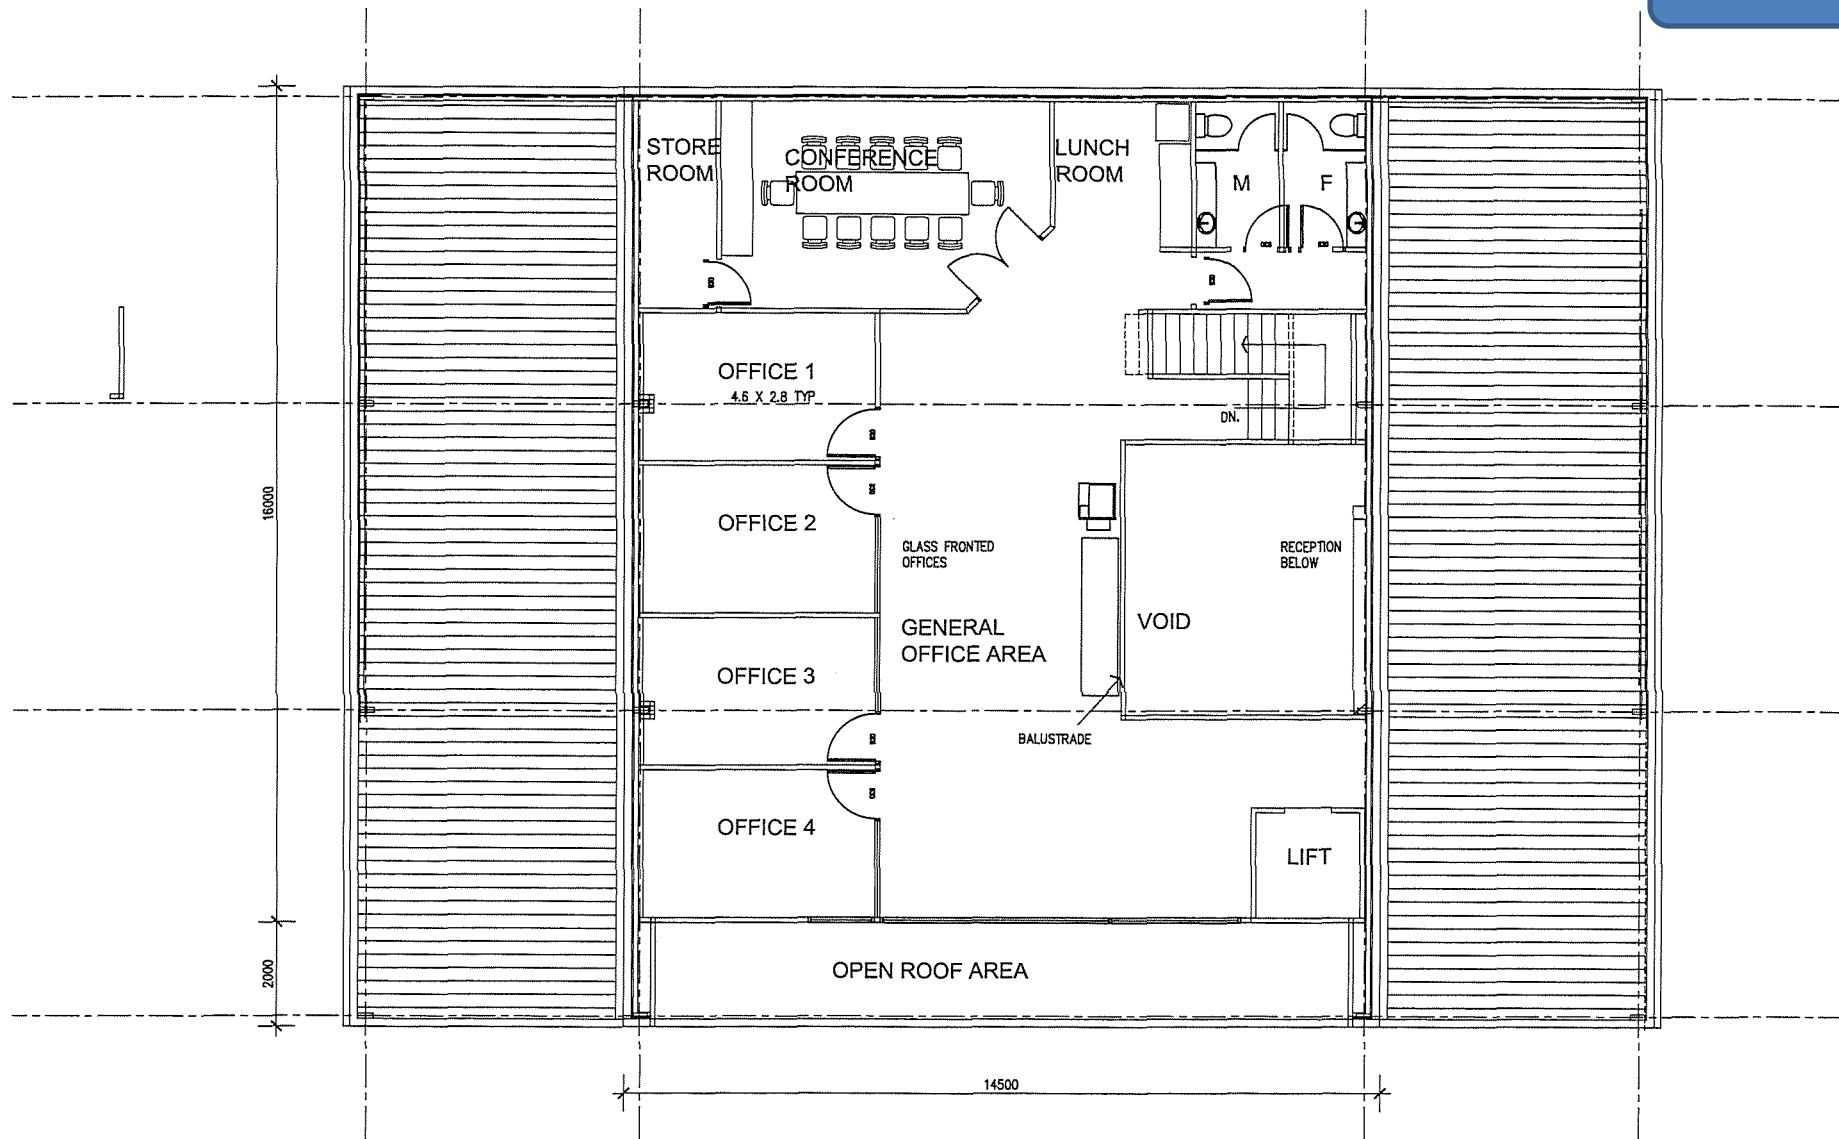 STORE
ROOM
CONFERENCE
ROOM
LUNCH
ROOM
M
F
OFFICE 1
4.6 X 2.8 TYP
DN.
16000
OFFICE 2
GLASS FRONTED
OFFICES
RECEPTION
BELOW
GENERAL
OFFICE AREA
VOID
OFFICE 3
BALUSTRADE
OFFICE 4
LIFT
2000
OPEN ROOF AREA
14500